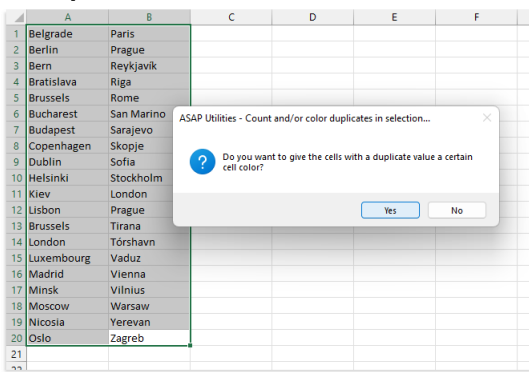 A B C D E F
1 Belgrade Paris
2 Berlin Prague
3 Bern Reykjavík
4 Bratislava Riga
5 Brussels Rome
6 Bucharest San Marino
7 Budapest Sarajevo
8 Copenhagen Skopje
9 Dublin Sofia
10 Helsinki Stockholm
11 Kiev London
12 Lisbon Prague
13 Brussels Tirana
14 London Tórshavn
15 Luxembourg Vaduz
16 Madrid Vienna
17 Minsk Vilnius
18 Moscow Warsaw
19 Nicosia Yerevan
20 Oslo Zagreb
21
ASAP Utilities - Count and/or color duplicates in selection...
Do you want to give the cells with a duplicate value a certain
cell color?
Yes No